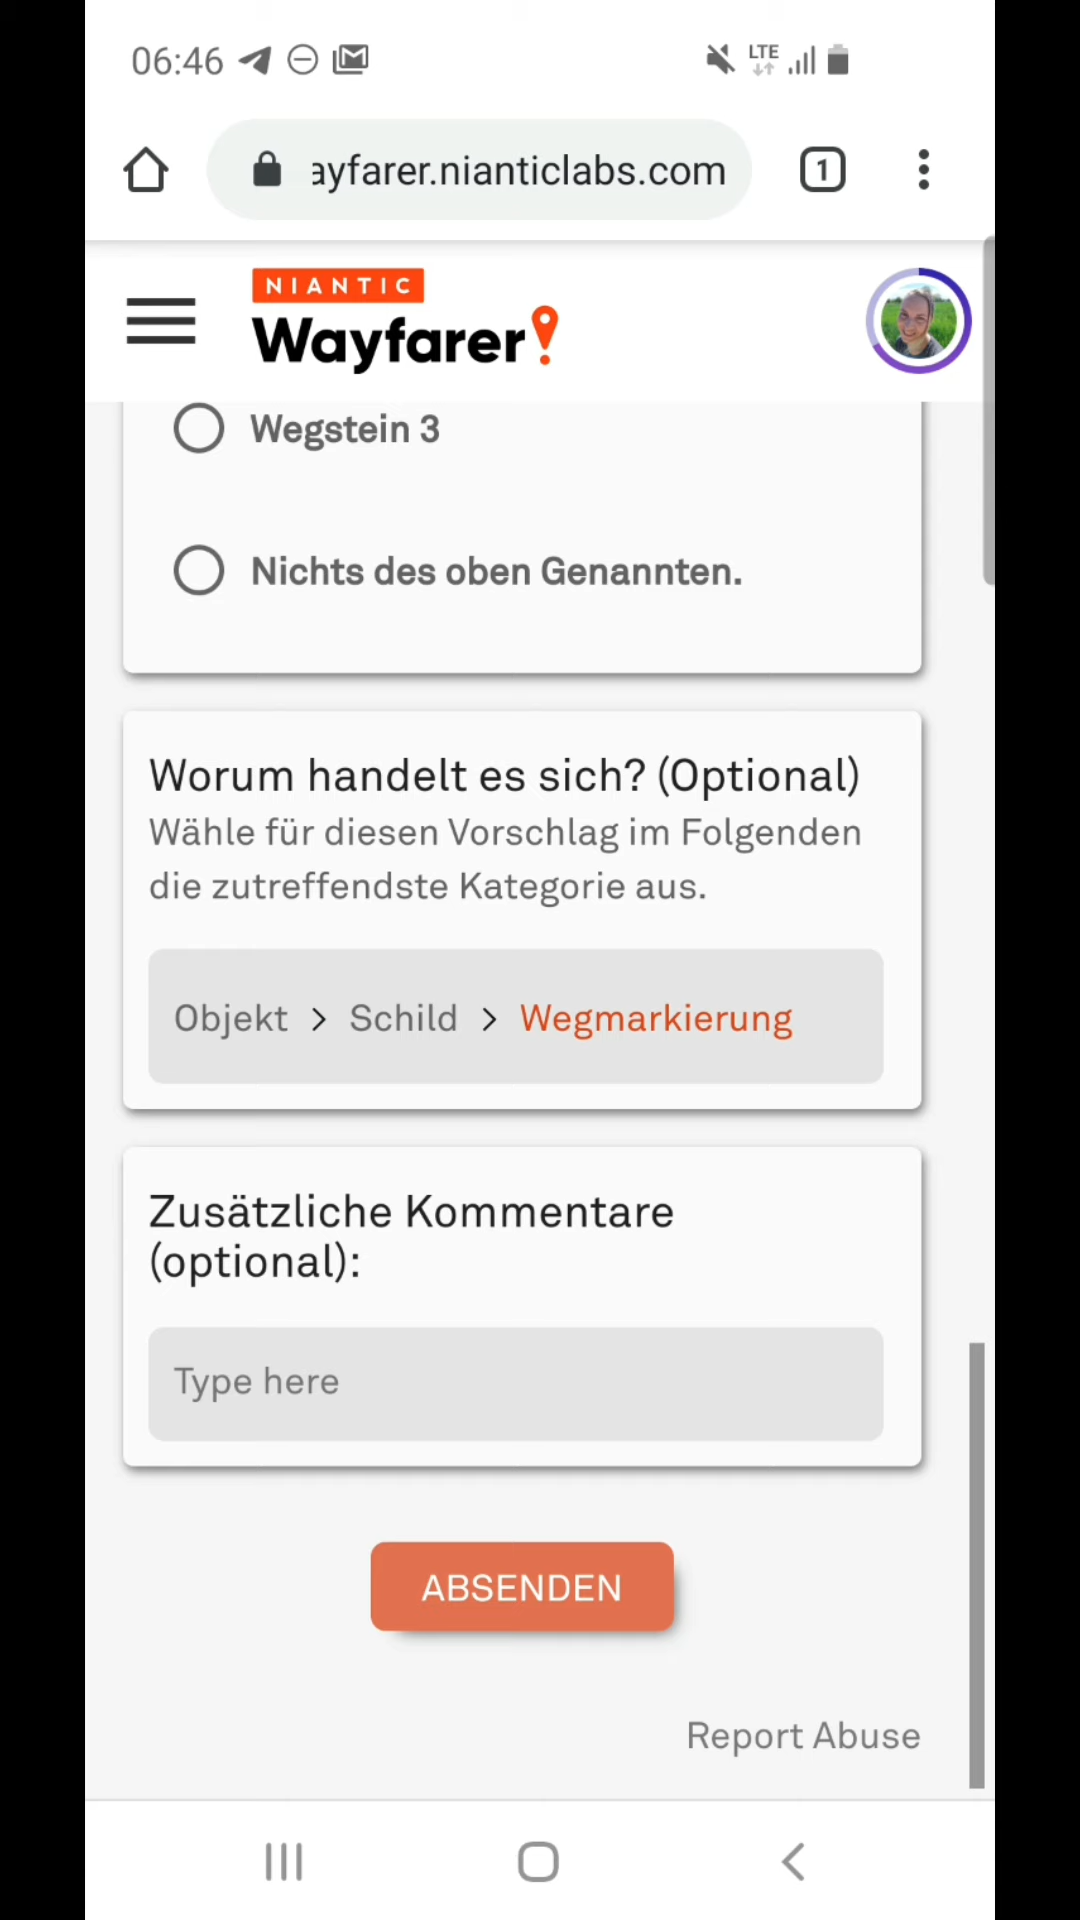 06:46
LTE
ayfarer.nianticlabs.com
1
NIANTIC
Wayfarer
Wegstein 3
Nichts des oben Genannten.
Worum handelt es sich? (Optional)
Wähle für diesen Vorschlag im Folgenden
die zutreffendste Kategorie aus.
Objekt > Schild > Wegmarkierung
Zusätzliche Kommentare
(optional):
Type here
ABSENDEN
Report Abuse